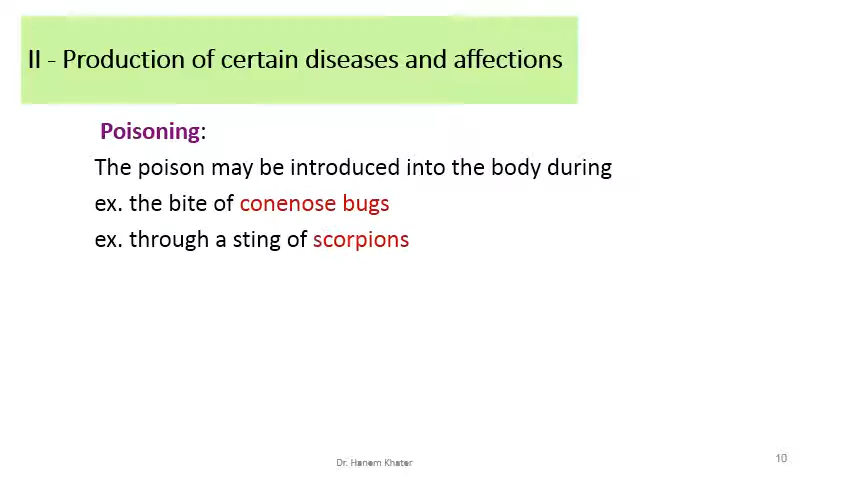 II - Production of certain diseases and affections
Poisoning:
The poison may be introduced into the body during
ex. the bite of conenose bugs
ex. through a sting of scorpions
Dr. Hanem Khater
10